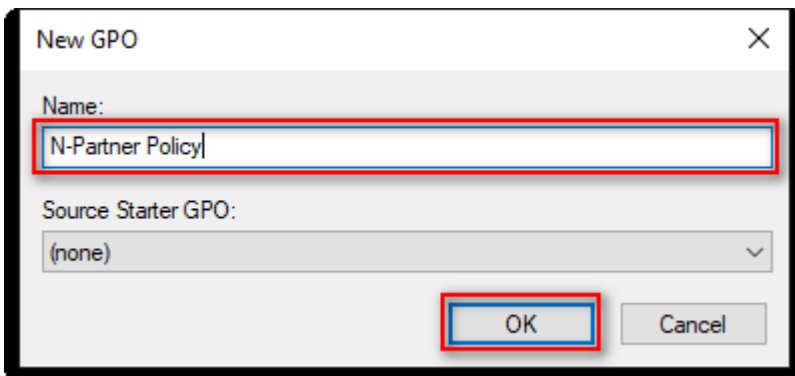 New GPO
Name:
N-Partner Policy
Source Starter GPO:
(none)
OK Cancel